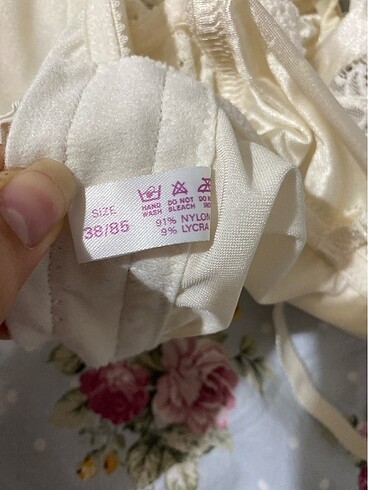 SIZE
38/85
HAND WASH
DO NOT BLEACH
91% NYLON
9% LYCRA